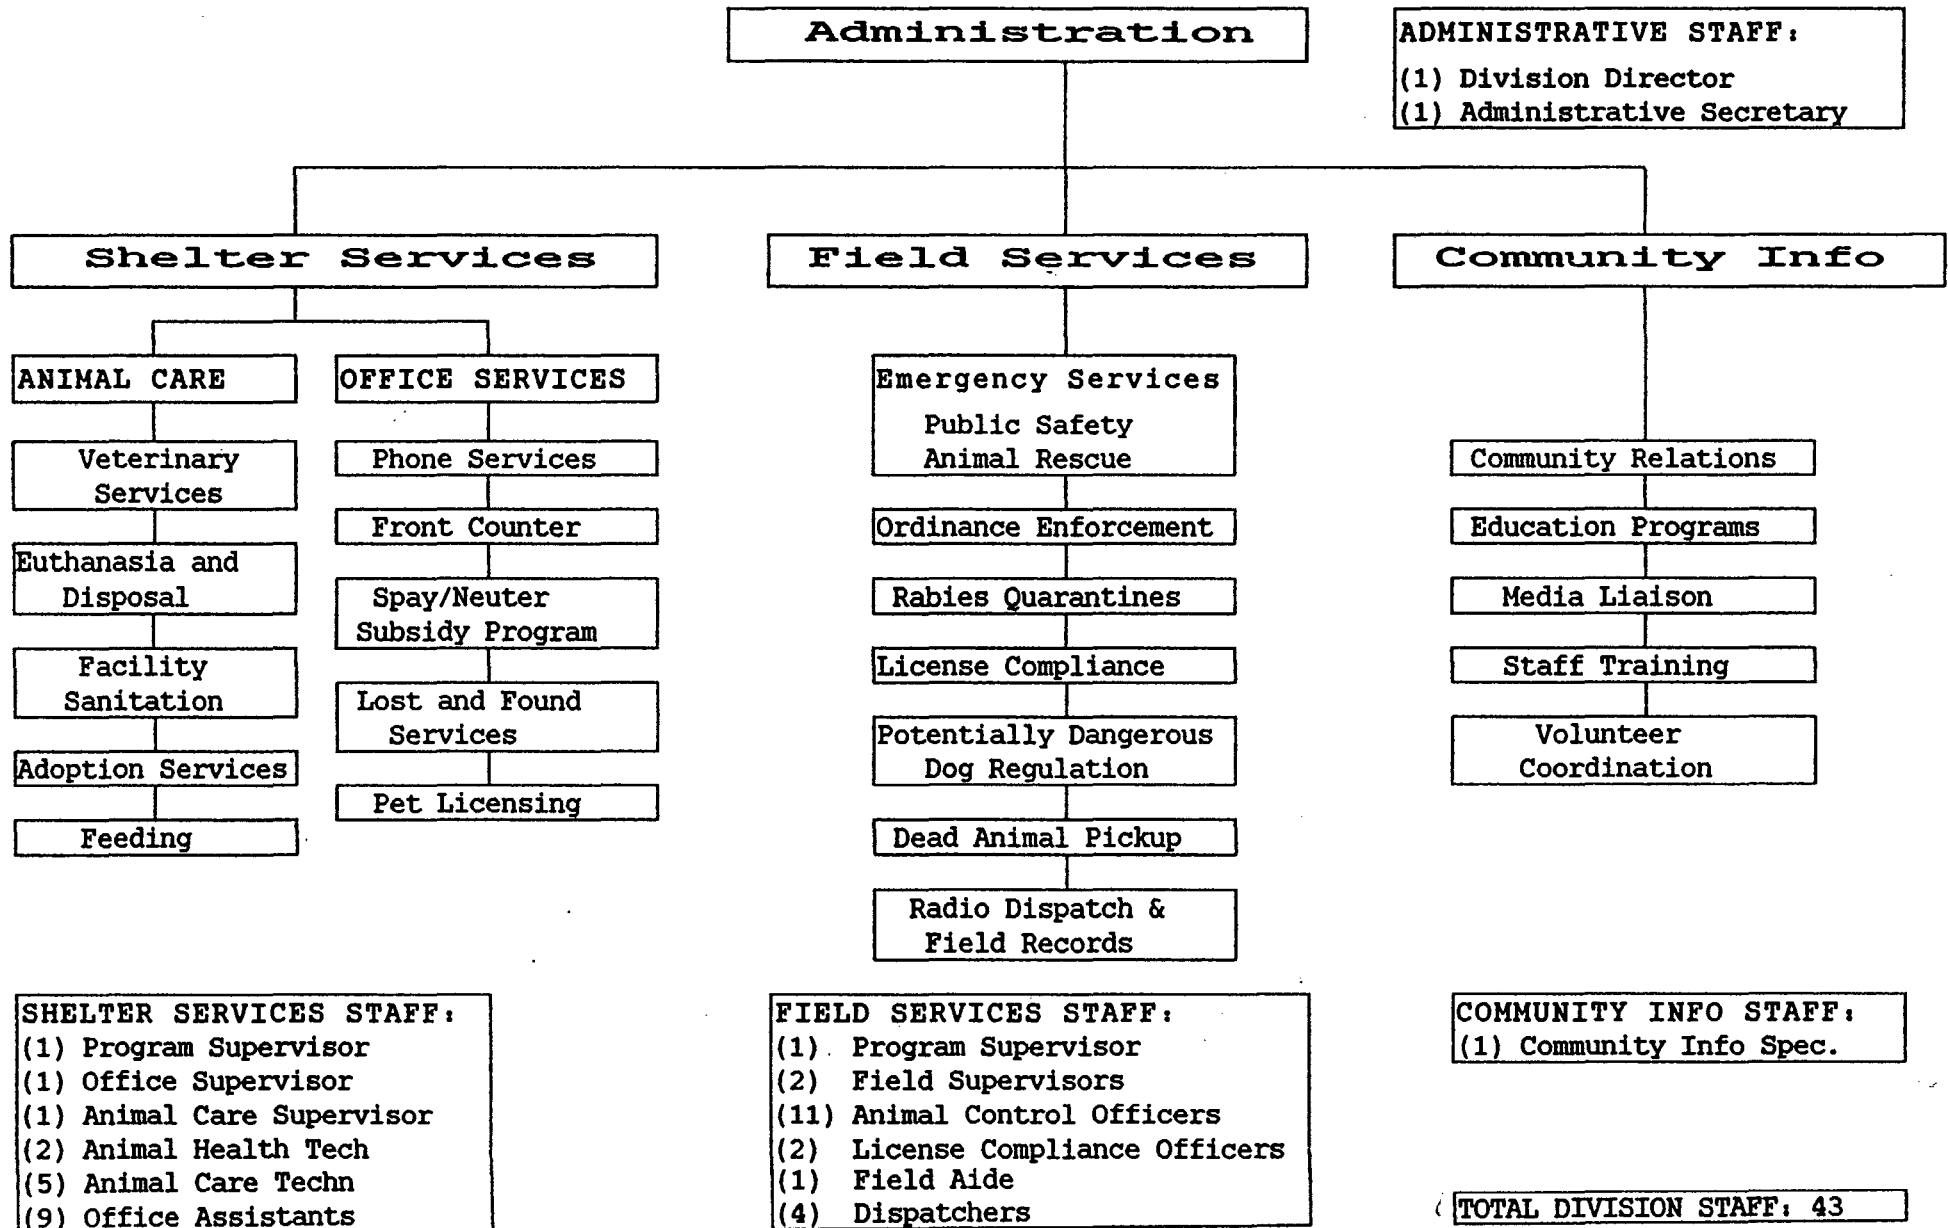 Administration
ADMINISTRATIVE STAFF:
(1) Division Director
(1) Administrative Secretary
Shelter Services
Field Services
Community Info
ANIMAL CARE
Veterinary
Services
Euthanasia and
Disposal
Facility
Sanitation
Adoption Services
Feeding
OFFICE SERVICES
Phone Services
Front Counter
Spay/Neuter
Subsidy Program
Lost and Found
Services
Pet Licensing
Emergency Services
Public Safety
Animal Rescue
Ordinance Enforcement
Rabies Quarantines
License Compliance
Potentially Dangerous
Dog Regulation
Dead Animal Pickup
Radio Dispatch &
Field Records
Community Relations
Education Programs
Media Liaison
Staff Training
Volunteer
Coordination
SHELTER SERVICES STAFF:
(1) Program Supervisor
(1) Office Supervisor
(1) Animal Care Supervisor
(2) Animal Health Tech
(5) Animal Care Techn
(9) Office Assistants
FIELD SERVICES STAFF:
(1) Program Supervisor
(2) Field Supervisors
(11) Animal Control Officers
(2) License Compliance Officers
(1) Field Aide
(4) Dispatchers
COMMUNITY INFO STAFF:
(1) Community Info Spec.
TOTAL DIVISION STAFF: 43